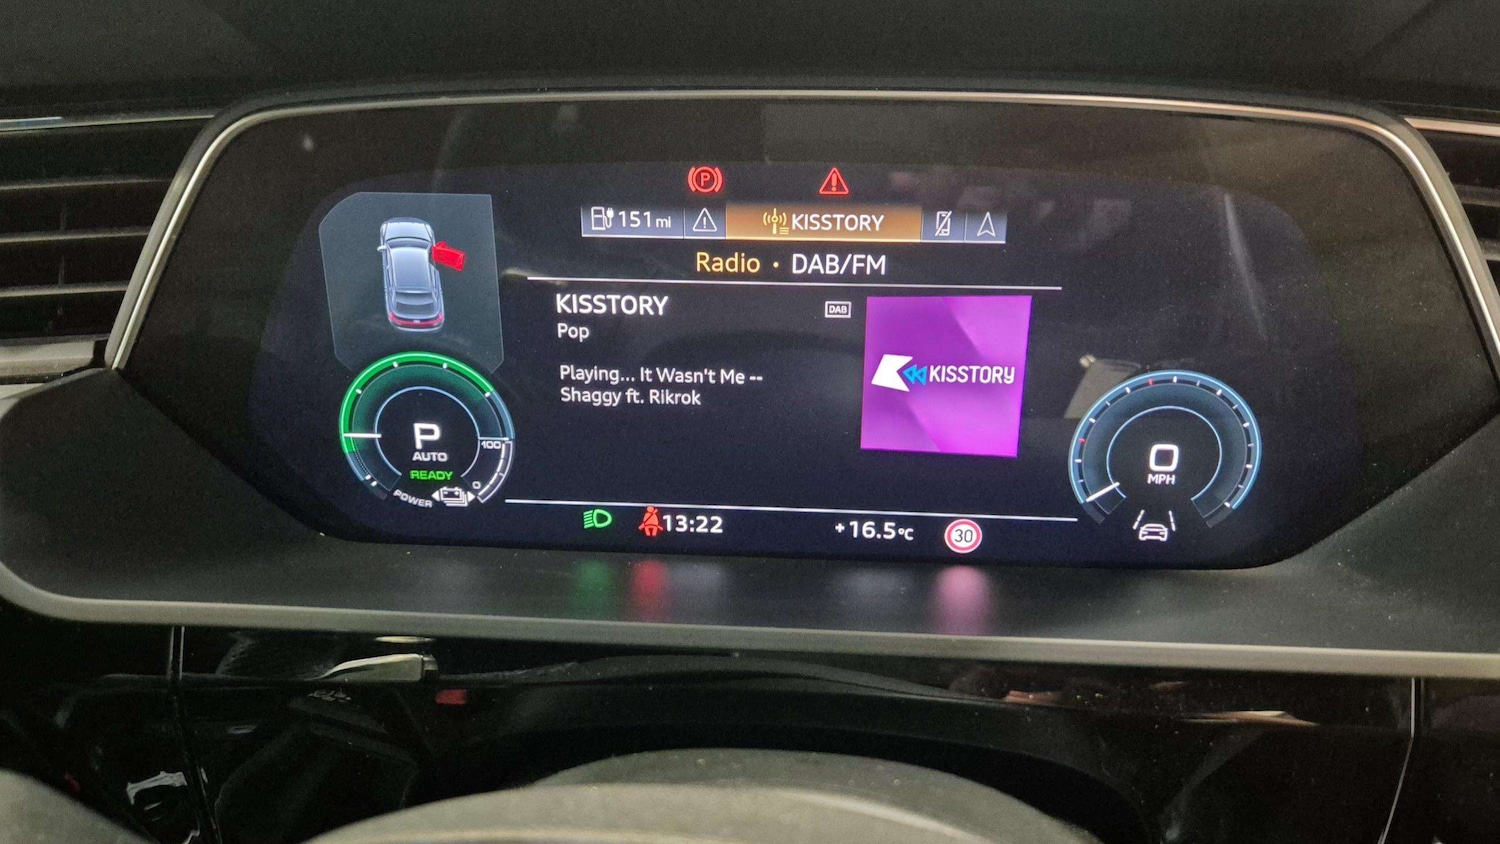 P
151 mi
KISSTORY
Radio · DAB/FM
KISSTORY
DAB
Pop
Playing... It Wasn't Me --
Shaggy ft. Rikrok
KISSTORY
P
AUTO
READY
100
0
POWER
0
MPH
13:22
+16.5°C
30